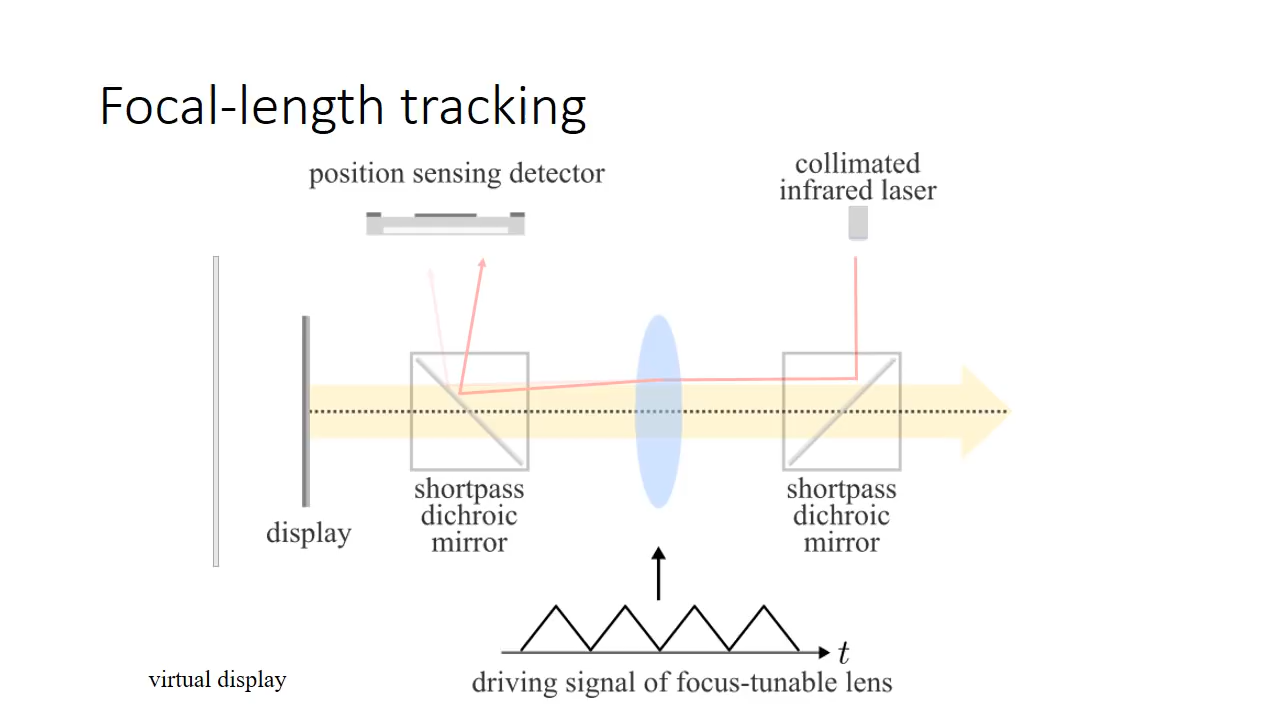 Focal-length tracking
position sensing detector
collimated
infrared laser
shortpass
dichroic
mirror
shortpass
dichroic
mirror
display
t
virtual display
driving signal of focus-tunable lens